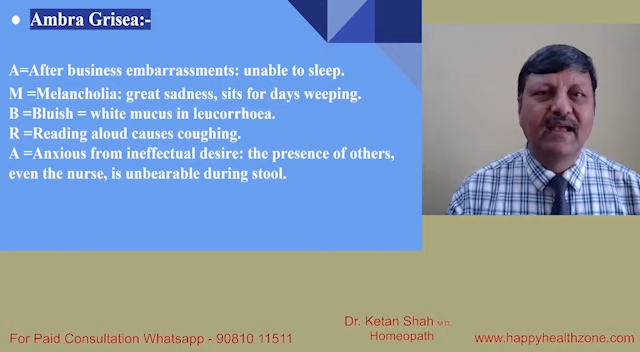 ● Ambra Grisea:-
A=After business embarrassments: unable to sleep.
M =Melancholia: great sadness, sits for days weeping.
B =Bluish = white mucus in leucorrhoea.
R =Reading aloud causes coughing.
A =Anxious from ineffectual desire: the presence of others,
even the nurse, is unbearable during stool.
Dr. Ketan Shah M.D.
Homeopath
For Paid Consultation Whatsapp - 90810 11511
www.happyhealthzone.com